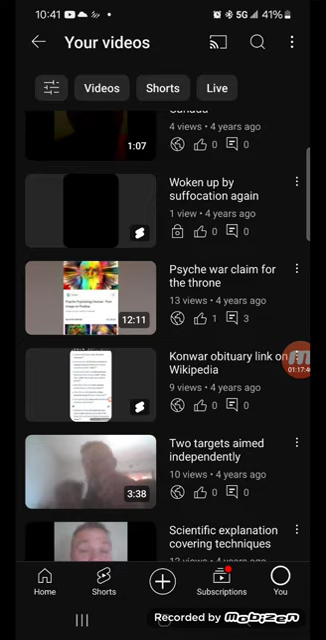 10:41
5G 41%
Your videos
Videos Shorts Live
Canada
4 views • 4 years ago
1:07
0 0
Woken up by
suffocation again
1 view • 4 years ago
0 0
Psyche war claim for
the throne
13 views • 4 years ago
12:11
1 3
Konwar obituary link on
Wikipedia
9 views • 4 years ago
01:17:4
0 0
Two targets aimed
independently
10 views • 4 years ago
3:38
0 0
Scientific explanation
covering techniques
Home Shorts Subscriptions You
Recorded by MOBIZEN